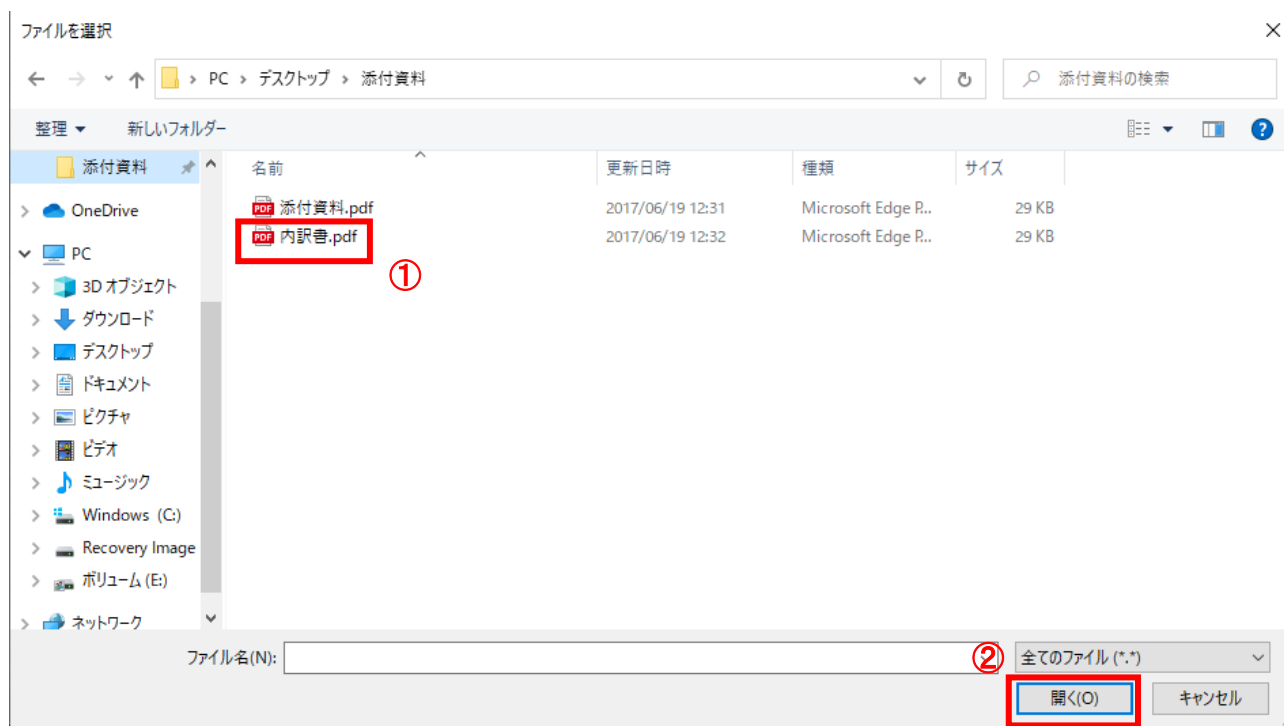 ファイルを選択
PC › デスクトップ › 添付資料
添付資料の検索
整理 新しいフォルダー
添付資料
OneDrive
PC
3D オブジェクト
ダウンロード
デスクトップ
ドキュメント
ピクチャ
ビデオ
ミュージック
Windows (C:)
Recovery Image
ボリューム (E:)
ネットワーク
名前 更新日時 種類 サイズ
PDF 添付資料.pdf 2017/06/19 12:31 Microsoft Edge P... 29 KB
PDF 内訳書.pdf 2017/06/19 12:32 Microsoft Edge P... 29 KB
①
ファイル名(N): ② 全てのファイル (*.*)
開く(O) キャンセル